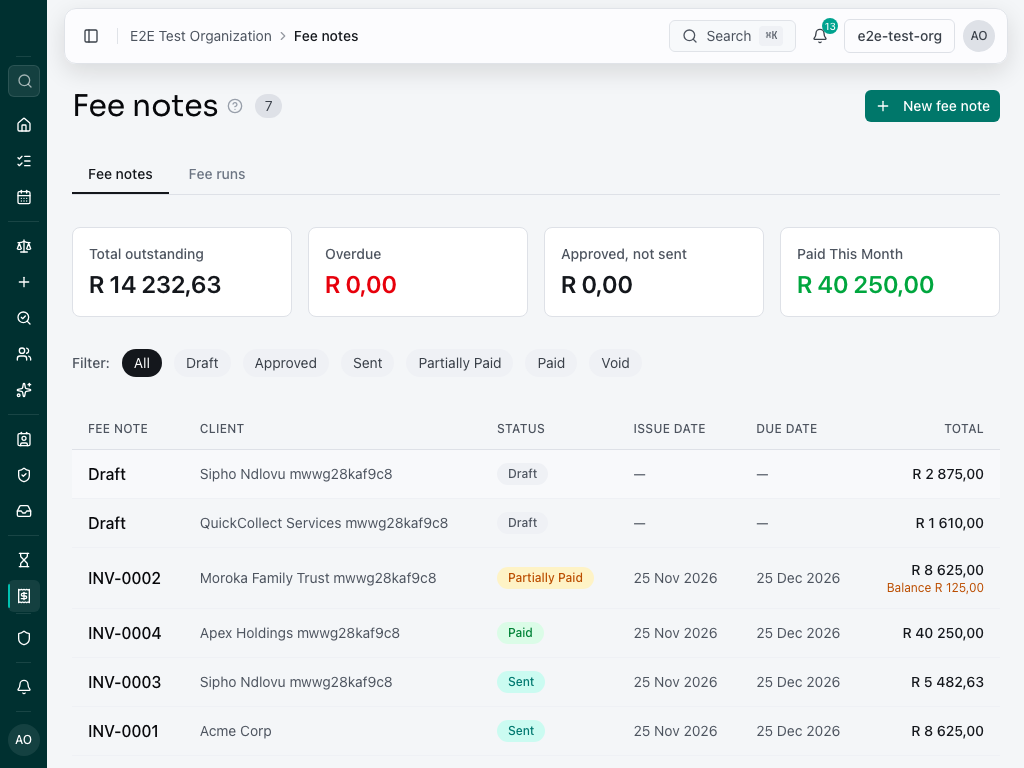 E2E Test Organization > Fee notes
Search ⌘K
13
e2e-test-org
AO
Fee notes ? 7
+ New fee note
Fee notes
Fee runs
Total outstanding
R 14 232,63
Overdue
R 0,00
Approved, not sent
R 0,00
Paid This Month
R 40 250,00
Filter: All Draft Approved Sent Partially Paid Paid Void
FEE NOTE CLIENT STATUS ISSUE DATE DUE DATE TOTAL
Draft Sipho Ndlovu mwwg28kaf9c8 Draft — — R 2 875,00
Draft QuickCollect Services mwwg28kaf9c8 Draft — — R 1 610,00
INV-0002 Moroka Family Trust mwwg28kaf9c8 Partially Paid 25 Nov 2026 25 Dec 2026 R 8 625,00
Balance R 125,00
INV-0004 Apex Holdings mwwg28kaf9c8 Paid 25 Nov 2026 25 Dec 2026 R 40 250,00
INV-0003 Sipho Ndlovu mwwg28kaf9c8 Sent 25 Nov 2026 25 Dec 2026 R 5 482,63
INV-0001 Acme Corp Sent 25 Nov 2026 25 Dec 2026 R 8 625,00
AO